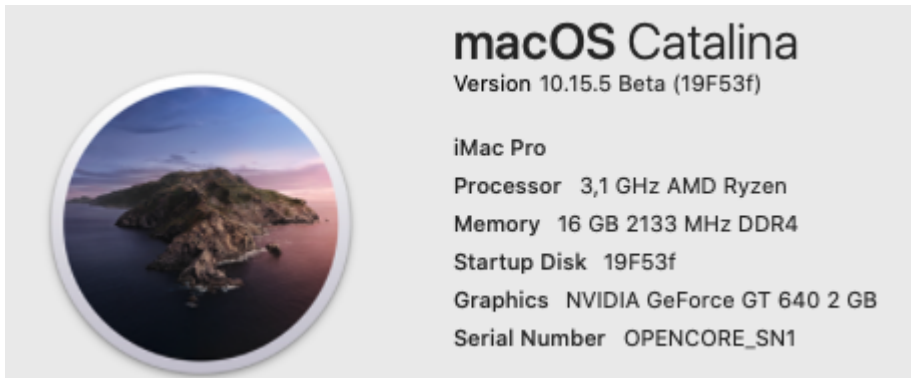 macOS Catalina
Version 10.15.5 Beta (19F53f)
iMac Pro
Processor 3,1 GHz AMD Ryzen
Memory 16 GB 2133 MHz DDR4
Startup Disk 19F53f
Graphics NVIDIA GeForce GT 640 2 GB
Serial Number OPENCORE_SN1